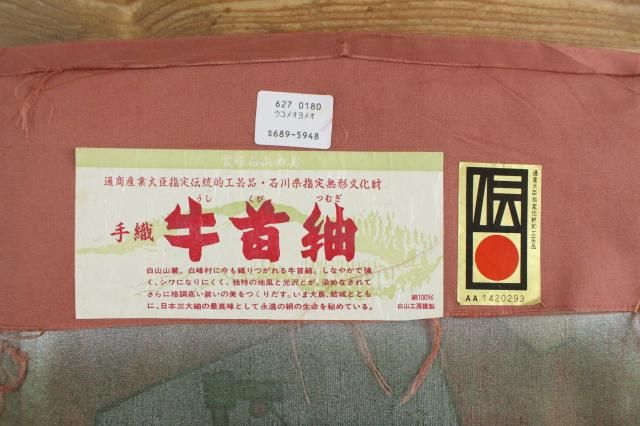 627 0180
ウコメオヨメオ
S689-5948
霊峰白山の美
通商産業大臣指定伝統的工芸品・石川県指定無形文化財
うし くび つむぎ
手織 牛首紬
白山山麓、白峰村に今も織りつがれる牛首紬。しなやかで強
く、シワになりにくく、独特の地風と光沢とが、染めなされて
さらに格調高い装いの美をつくりだす。いま大島、結城ととも
に、日本三大紬の最高峰として永遠の絹の生命を秘めている。
絹100%
白山工房謹製
伝
通産大臣指定伝統的工芸品
AA 1420293